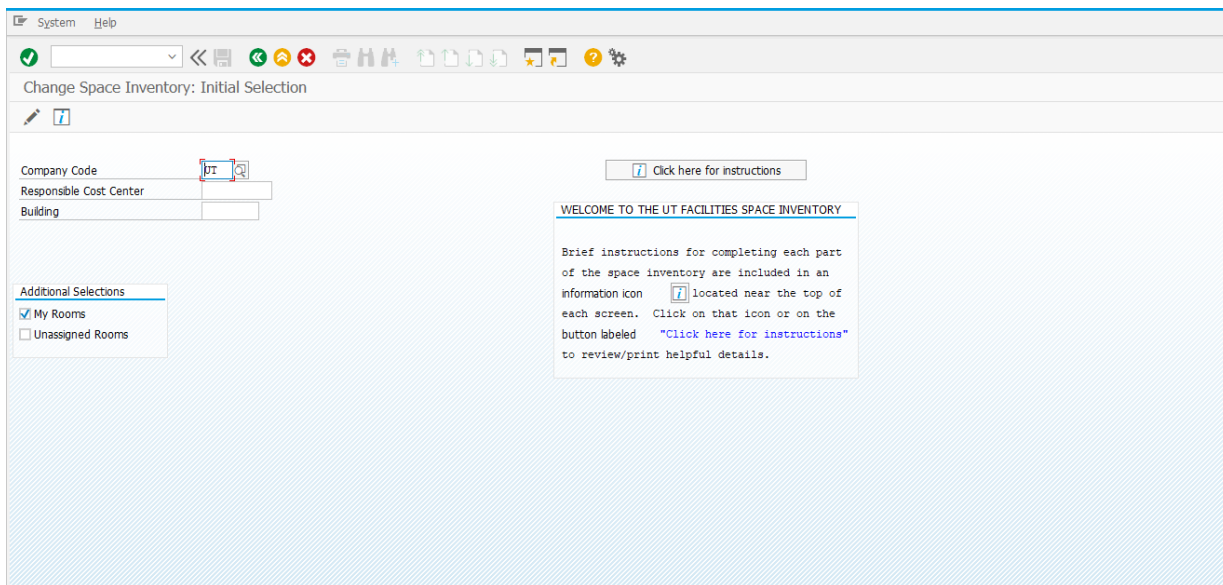 System Help
Change Space Inventory: Initial Selection
Company Code UT
Click here for instructions
Responsible Cost Center
Building
WELCOME TO THE UT FACILITIES SPACE INVENTORY
Brief instructions for completing each part
of the space inventory are included in an
information icon i located near the top of
each screen. Click on that icon or on the
button labeled "Click here for instructions"
to review/print helpful details.
Additional Selections
My Rooms
Unassigned Rooms